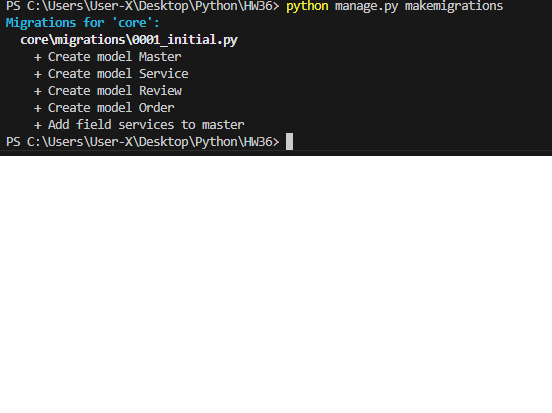 PS C:\Users\User-X\Desktop\Python\HW36> python manage.py makemigrations
Migrations for 'core':
  core\migrations\0001_initial.py
    + Create model Master
    + Create model Service
    + Create model Review
    + Create model Order
    + Add field services to master
PS C:\Users\User-X\Desktop\Python\HW36>